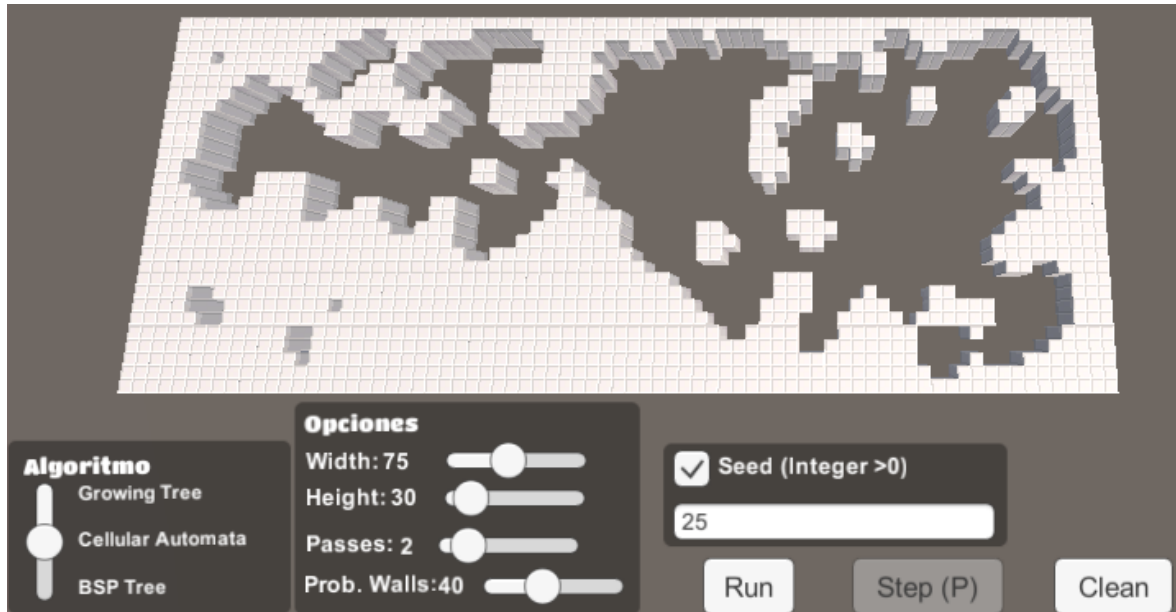 Algoritmo
Growing Tree
Cellular Automata
BSP Tree
Opciones
Width: 75
Height: 30
Passes: 2
Prob. Walls:40
Seed (Integer >0)
25
Run
Step (P)
Clean